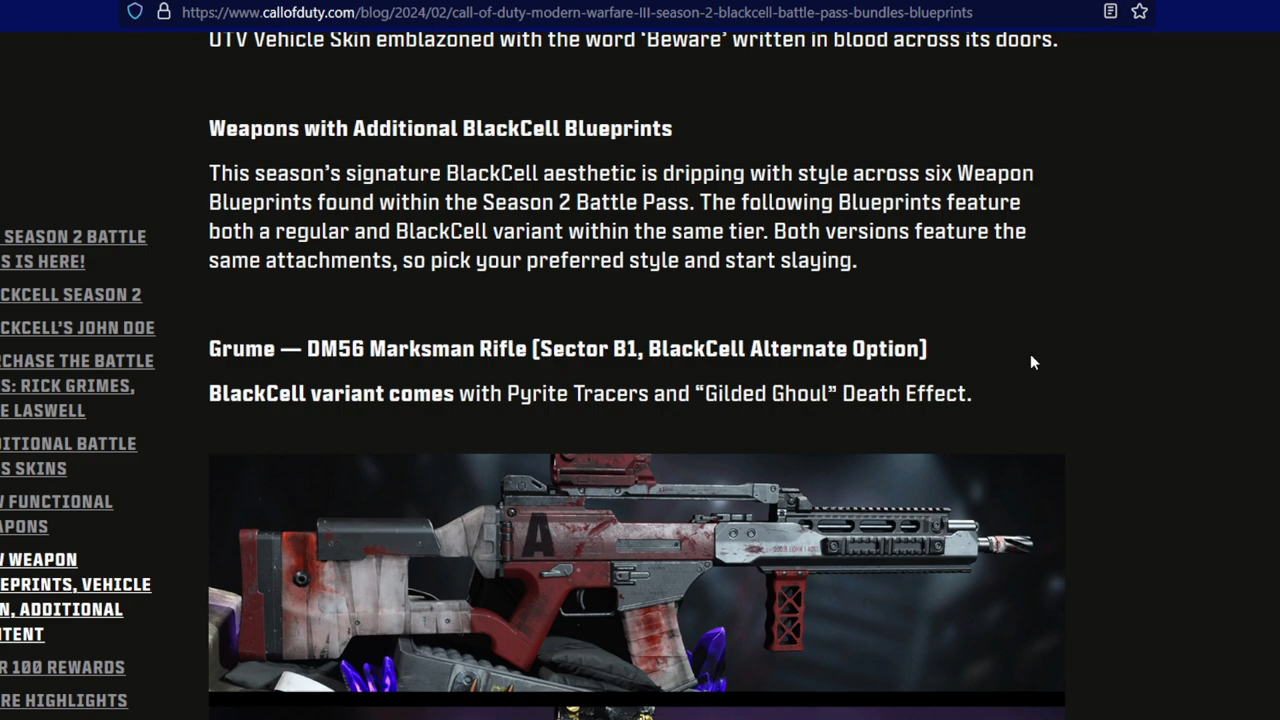 https://www.callofduty.com/blog/2024/02/call-of-duty-modern-warfare-III-season-2-blackcell-battle-pass-bundles-blueprints
UTV Vehicle Skin emblazoned with the word ‘Beware’ written in blood across its doors.
Weapons with Additional BlackCell Blueprints
This season’s signature BlackCell aesthetic is dripping with style across six Weapon
Blueprints found within the Season 2 Battle Pass. The following Blueprints feature
both a regular and BlackCell variant within the same tier. Both versions feature the
same attachments, so pick your preferred style and start slaying.
Grume — DM56 Marksman Rifle [Sector B1, BlackCell Alternate Option]
BlackCell variant comes with Pyrite Tracers and “Gilded Ghoul” Death Effect.
A
SEASON 2 BATTLE
S IS HERE!
CKCELL SEASON 2
CKCELL’S JOHN DOE
RCHASE THE BATTLE
S: RICK GRIMES,
E LASWELL
DITIONAL BATTLE
S SKINS
W FUNCTIONAL
APONS
W WEAPON
EPRINTS, VEHICLE
N, ADDITIONAL
TENT
R 100 REWARDS
RE HIGHLIGHTS